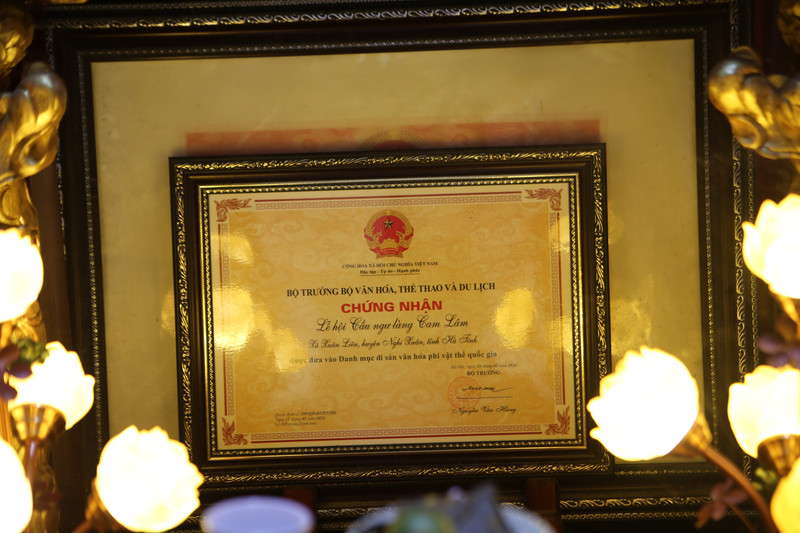 CỘNG HÒA XÃ HỘI CHỦ NGHĨA VIỆT NAM
Độc lập - Tự do - Hạnh phúc
BỘ TRƯỞNG BỘ VĂN HÓA, THỂ THAO VÀ DU LỊCH
CHỨNG NHẬN
Lễ hội Cầu ngư làng Cam Lâm
Xã Xuân Liên, huyện Nghi Xuân, tỉnh Hà Tĩnh
được đưa vào Danh mục di sản văn hóa phi vật thể quốc gia
BỘ TRƯỞNG
Nguyễn Văn Hùng